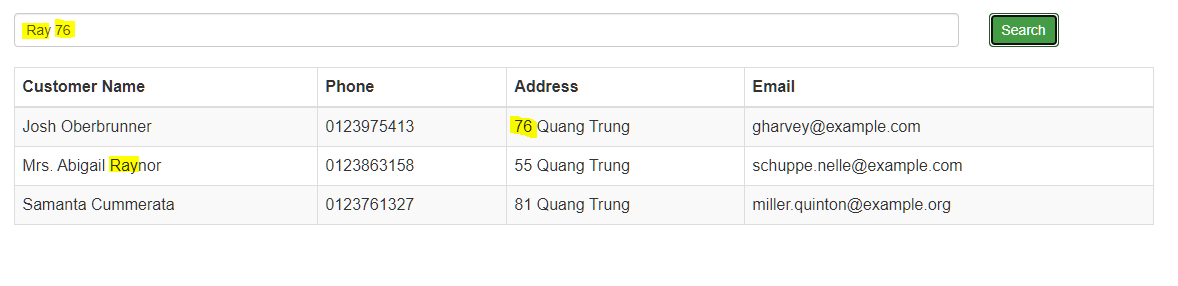 Ray 76 Search
Customer Name Phone Address Email
Josh Oberbrunner 0123975413 76 Quang Trung gharvey@example.com
Mrs. Abigail Raynor 0123863158 55 Quang Trung schuppe.nelle@example.com
Samanta Cummerata 0123761327 81 Quang Trung miller.quinton@example.org